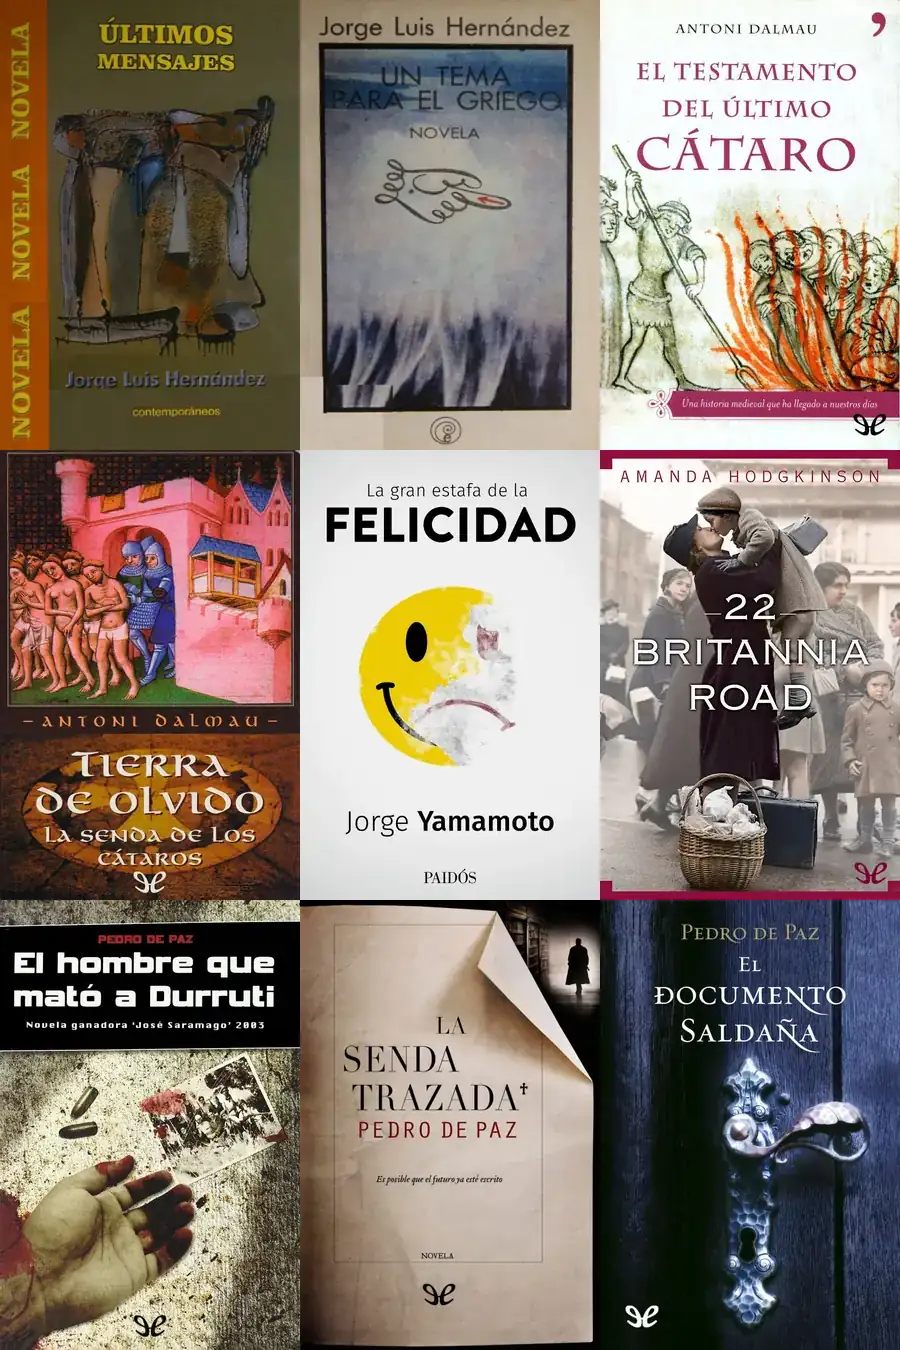 NOVELA NOVELA NOVELA
ÚLTIMOS
MENSAJES
Jorge Luis Hernández
contemporáneos
Jorge Luis Hernández
UN TEMA
PARA EL GRIEGO
NOVELA
ANTONI DALMAU
EL TESTAMENTO
DEL ÚLTIMO
CÁTARO
Una historia medieval que ha llegado a nuestros días
-ANTONI DALMAU-
TIERRA
DE OLVIDO
LA SENDA DE LOS
CÁTAROS
La gran estafa de la
FELICIDAD
Jorge Yamamoto
PAIDÓS
AMANDA HODGKINSON
22
BRITANNIA
ROAD
PEDRO DE PAZ
El hombre que
mató a Durruti
Novela ganadora 'José Saramago' 2003
LA
SENDA
TRAZADA
PEDRO DE PAZ
Es posible que el futuro ya esté escrito
NOVELA
PEDRO DE PAZ
EL
DOCUMENTO
SALDAÑA